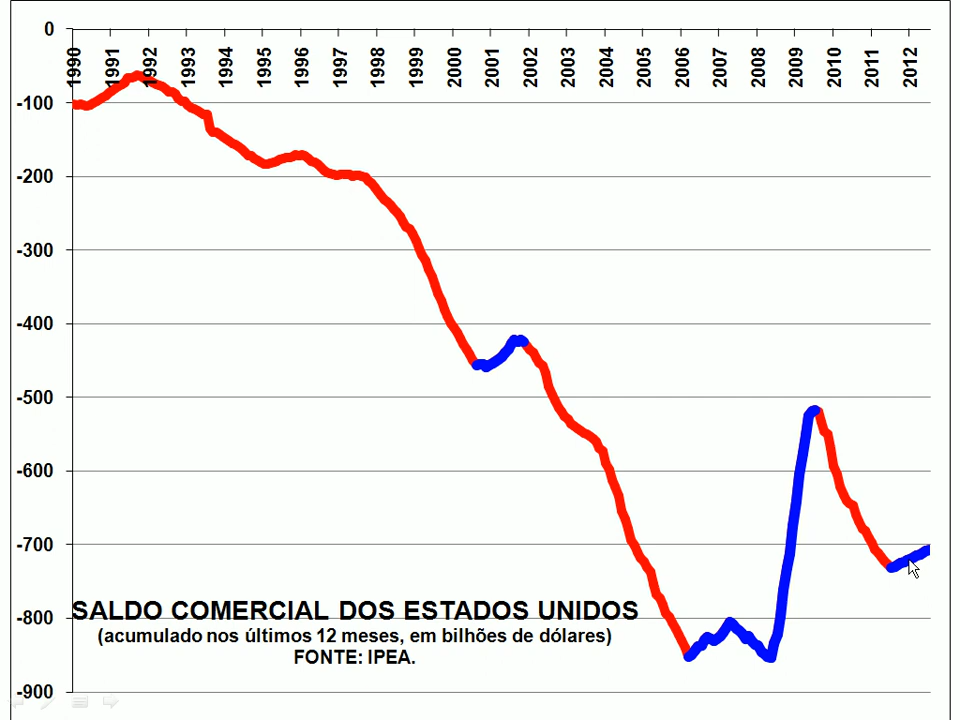 0
1990 1991 1992 1993 1994 1995 1996 1997 1998 1999 2000 2001 2002 2003 2004 2005 2006 2007 2008 2009 2010 2011 2012
-100
-200
-300
-400
-500
-600
-700
-800
-900
SALDO COMERCIAL DOS ESTADOS UNIDOS
(acumulado nos últimos 12 meses, em bilhões de dólares)
FONTE: IPEA.